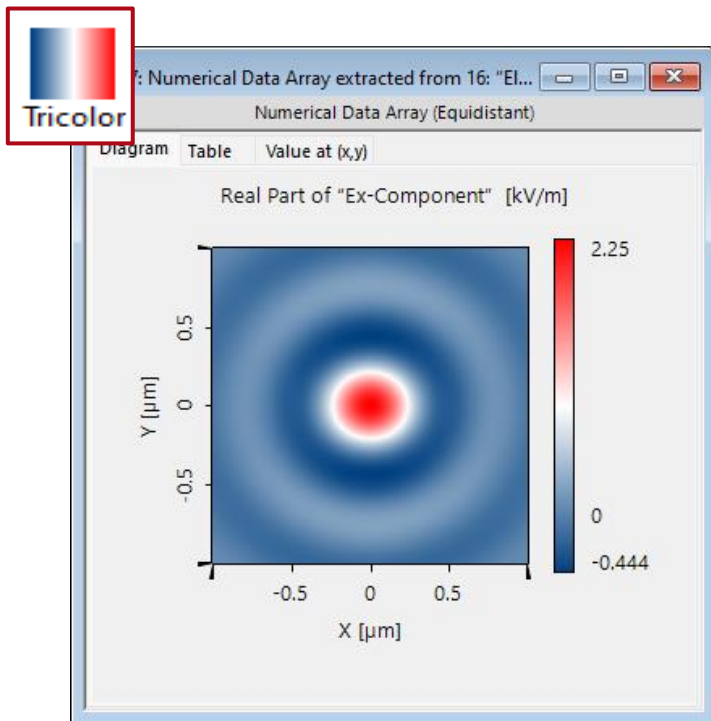 Tricolor
7: Numerical Data Array extracted from 16: "El...
Numerical Data Array (Equidistant)
Diagram Table Value at (x,y)
Real Part of "Ex-Component" [kV/m]
2.25
0
-0.444
Y [µm]
0.5
0
-0.5
-0.5 0 0.5
X [µm]